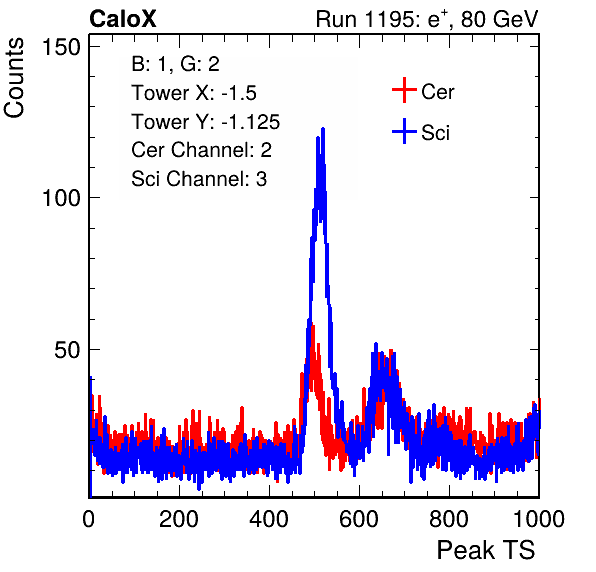 CaloX Run 1195: e⁺, 80 GeV
Counts
150
100
50
B: 1, G: 2
Tower X: -1.5
Tower Y: -1.125
Cer Channel: 2
Sci Channel: 3
Cer
Sci
0 200 400 600 800 1000
Peak TS